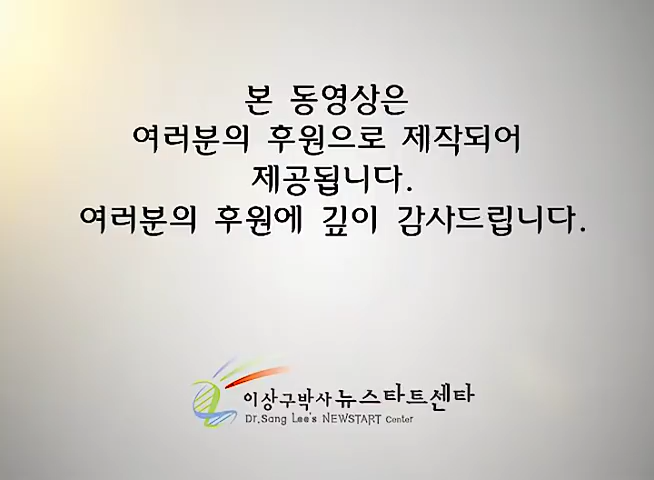 본 동영상은
여러분의 후원으로 제작되어
제공됩니다.
여러분의 후원에 깊이 감사드립니다.
이상구박사 뉴스타트센타
Dr.Sang Lee's NEWSTART Center